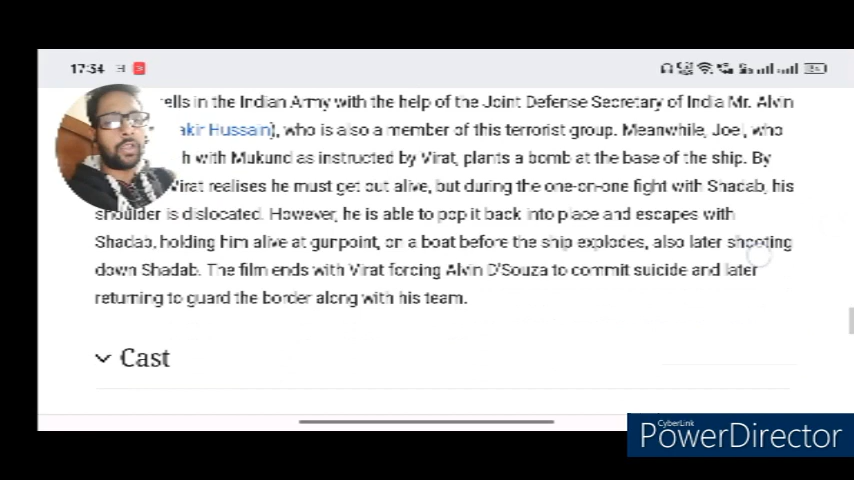 17:54
ells in the Indian Army with the help of the Joint Defense Secretary of India Mr. Alvin
akir Hussain), who is also a member of this terrorist group. Meanwhile, Joel, who
h with Mukund as instructed by Virat, plants a bomb at the base of the ship. By
Virat realises he must get out alive, but during the one-on-one fight with Shadab, his
shoulder is dislocated. However, he is able to pop it back into place and escapes with
Shadab, holding him alive at gunpoint, on a boat before the ship explodes, also later shooting
down Shadab. The film ends with Virat forcing Alvin D'Souza to commit suicide and later
returning to guard the border along with his team.
Cast
CyberLink
PowerDirector